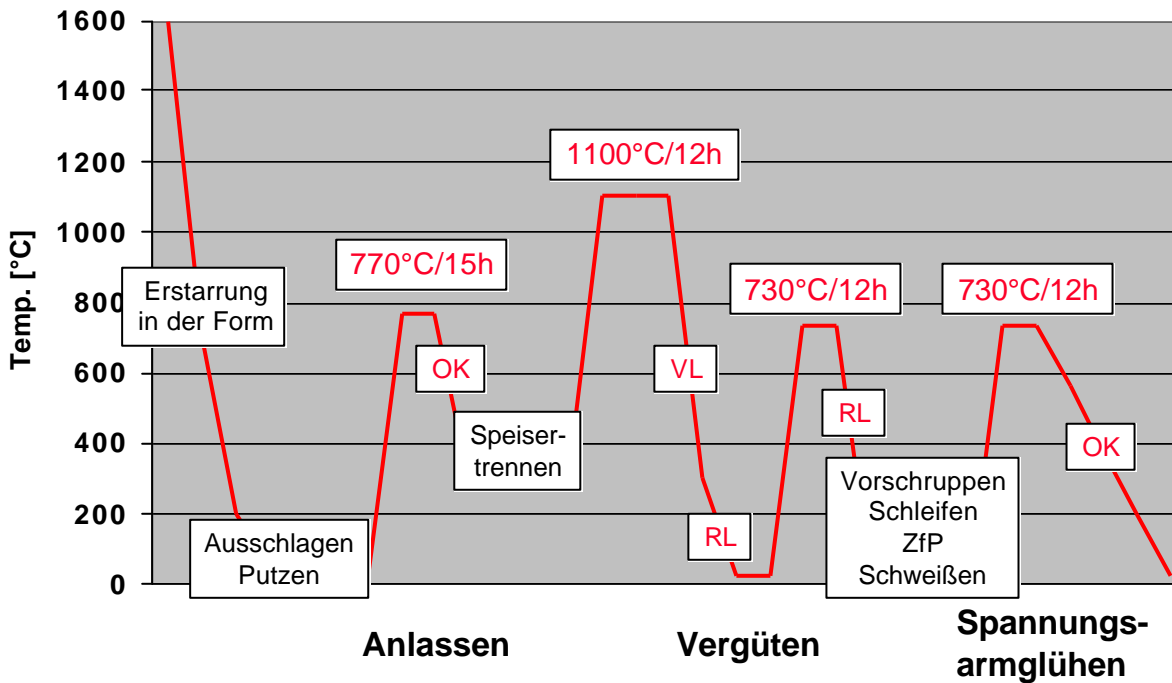 1600
1400
1200
1000
800
600
400
200
0
Temp. [°C]
Erstarrung
in der Form
Ausschlagen
Putzen
770°C/15h
OK
Speiser-
trennen
1100°C/12h
VL
RL
730°C/12h
RL
Vorschruppen
Schleifen
ZfP
Schweißen
730°C/12h
OK
Anlassen
Vergüten
Spannungs-
armglühen